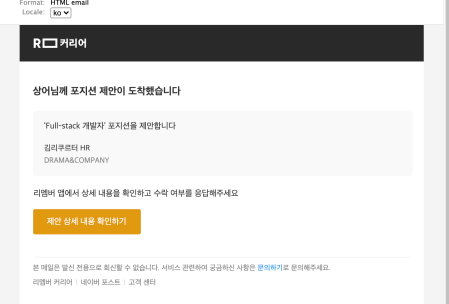 Format: HTML email
Locale: ko
R 커리어
상어님께 포지션 제안이 도착했습니다
'Full-stack 개발자' 포지션을 제안합니다
김리쿠르터 HR
DRAMA&COMPANY
리멤버 앱에서 상세 내용을 확인하고 수락 여부를 응답해주세요
제안 상세 내용 확인하기
본 메일은 발신 전용으로 회신할 수 없습니다. 서비스 관련하여 궁금하신 사항은 문의하기로 문의해주세요.
리멤버 커리어 | 네이버 포스트 | 고객 센터